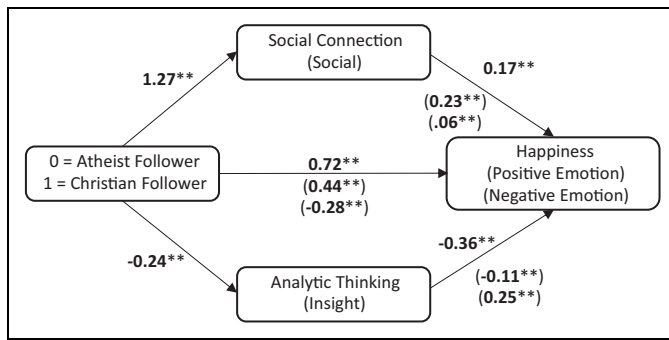 Social Connection
(Social)
1.27**
0.17**
(0.23**)
(.06**)
0 = Atheist Follower
1 = Christian Follower
0.72**
(0.44**)
(-0.28**)
Happiness
(Positive Emotion)
(Negative Emotion)
-0.24**
-0.36**
(-0.11**)
(0.25**)
Analytic Thinking
(Insight)